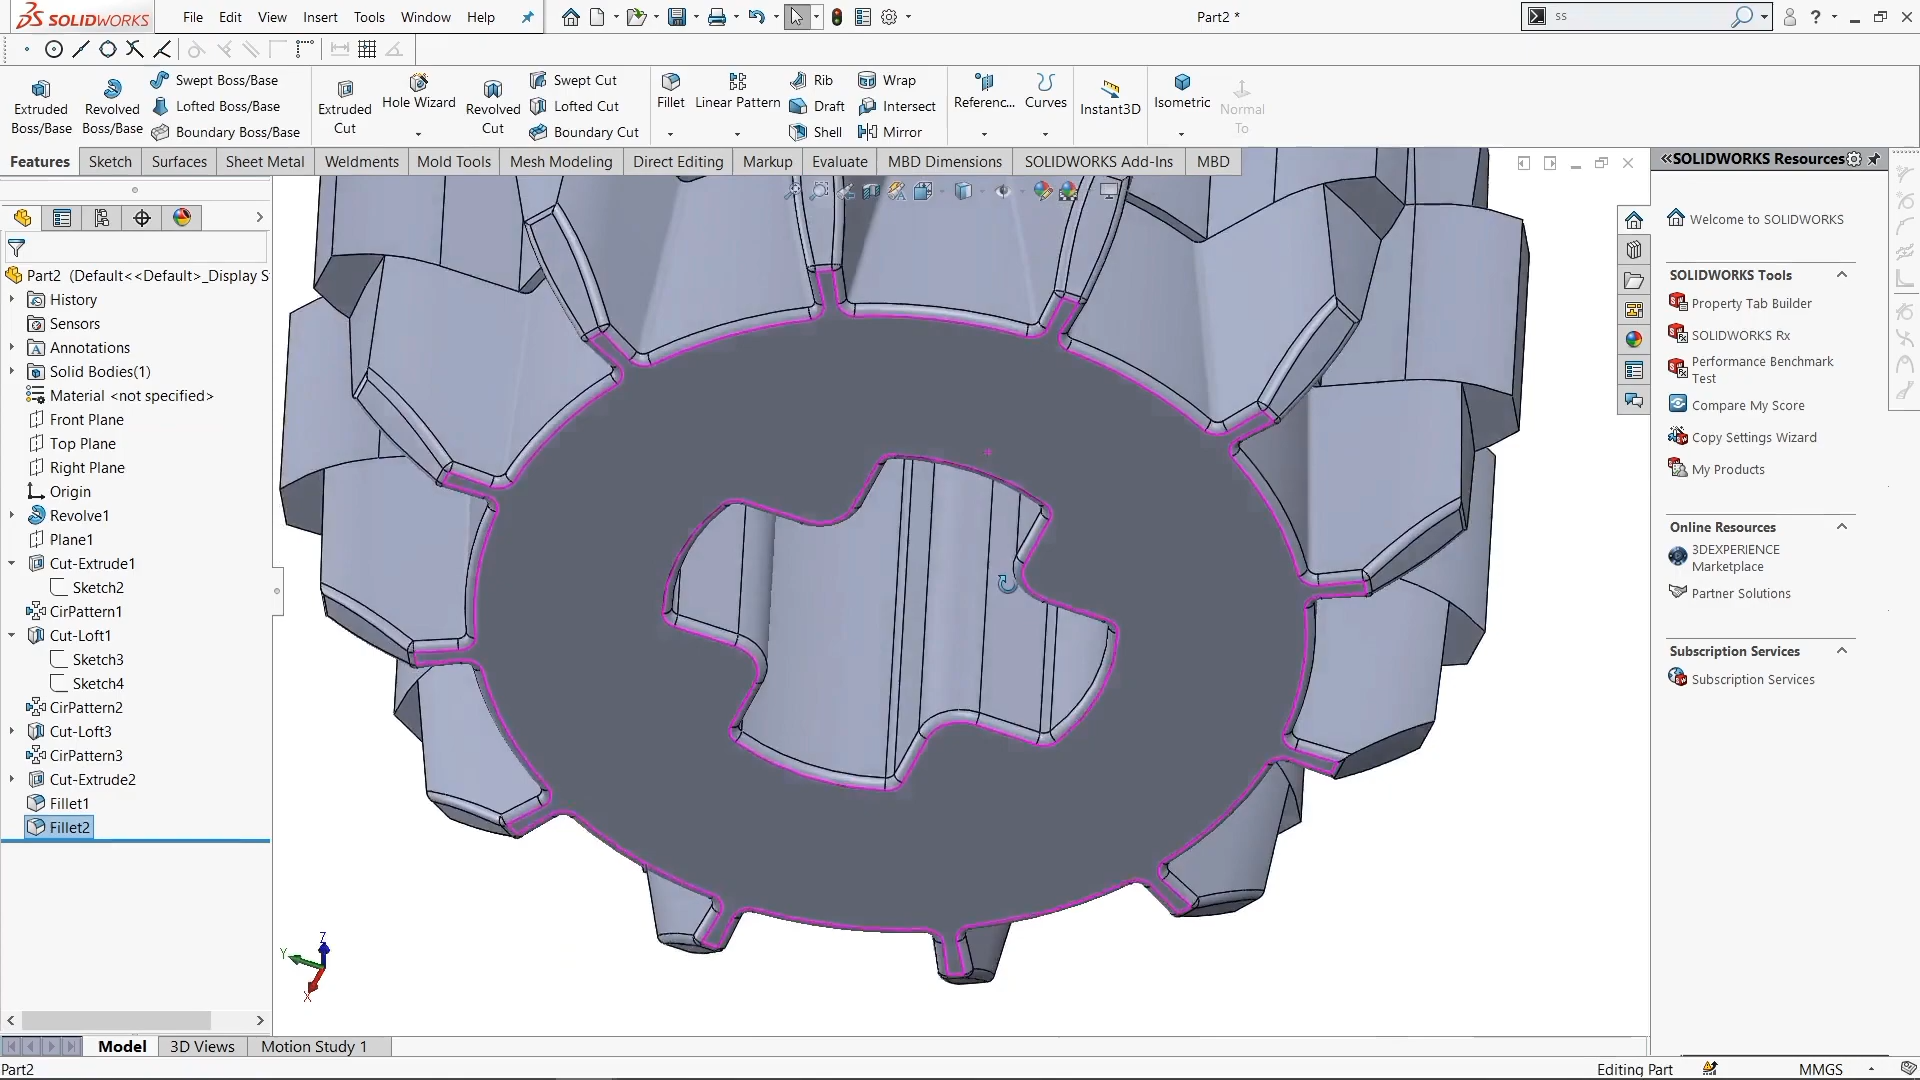 SOLIDWORKS
File Edit View Insert Tools Window Help
Part2 *
ss
Extruded Boss/Base
Revolved Boss/Base
Swept Boss/Base
Lofted Boss/Base
Boundary Boss/Base
Extruded Cut
Hole Wizard
Revolved Cut
Swept Cut
Lofted Cut
Boundary Cut
Fillet
Linear Pattern
Rib
Draft
Shell
Wrap
Intersect
Mirror
Referenc...
Curves
Instant3D
Isometric
Normal To
Features Sketch Surfaces Sheet Metal Weldments Mold Tools Mesh Modeling Direct Editing Markup Evaluate MBD Dimensions SOLIDWORKS Add-Ins MBD
Part2 (Default<<Default>_Display S
History
Sensors
Annotations
Solid Bodies(1)
Material <not specified>
Front Plane
Top Plane
Right Plane
Origin
Revolve1
Plane1
Cut-Extrude1
Sketch2
CirPattern1
Cut-Loft1
Sketch3
Sketch4
CirPattern2
Cut-Loft3
CirPattern3
Cut-Extrude2
Fillet1
Fillet2
Z
Y
X
SOLIDWORKS Resources
Welcome to SOLIDWORKS
SOLIDWORKS Tools
Property Tab Builder
SOLIDWORKS Rx
Performance Benchmark
Test
Compare My Score
Copy Settings Wizard
My Products
Online Resources
3DEXPERIENCE
Marketplace
Partner Solutions
Subscription Services
Subscription Services
Model 3D Views Motion Study 1
Part2
Editing Part
MMGS